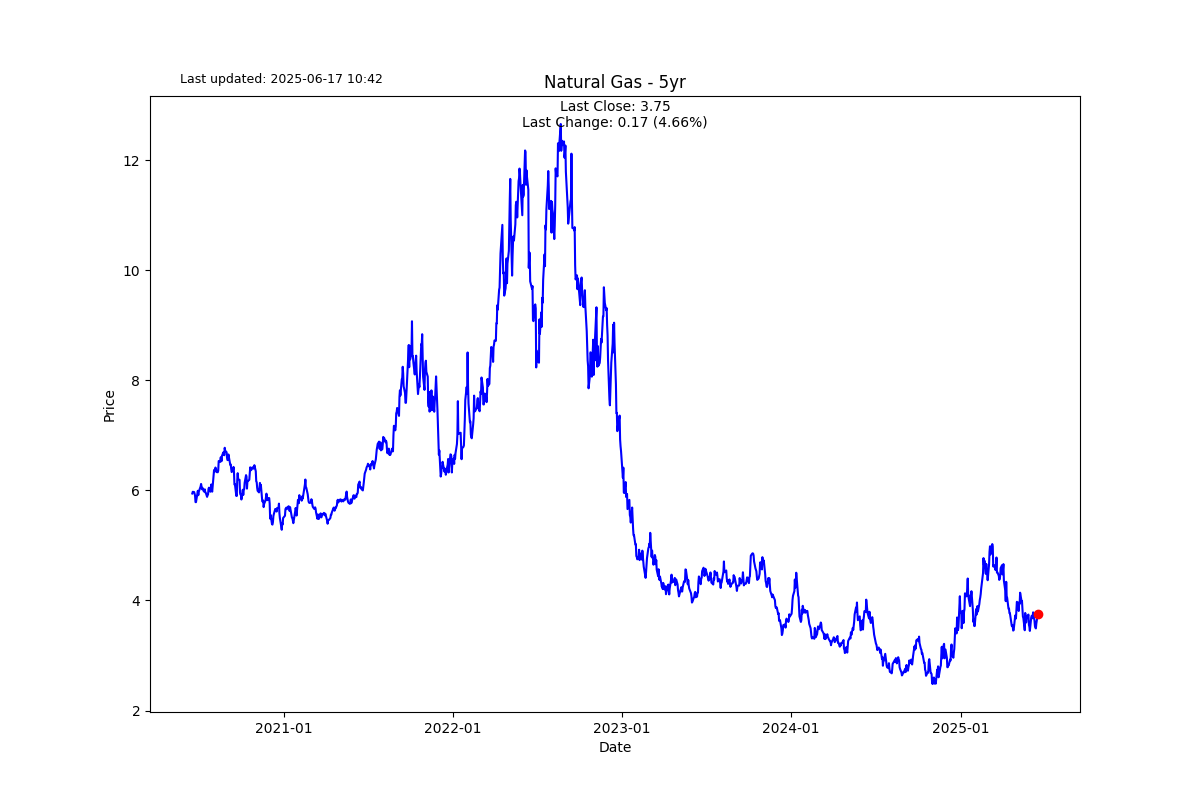 Last updated: 2025-06-17 10:42
Natural Gas - 5yr
Last Close: 3.75
Last Change: 0.17 (4.66%)
12
10
8
6
4
2
Price
2021-01
2022-01
2023-01
2024-01
2025-01
Date